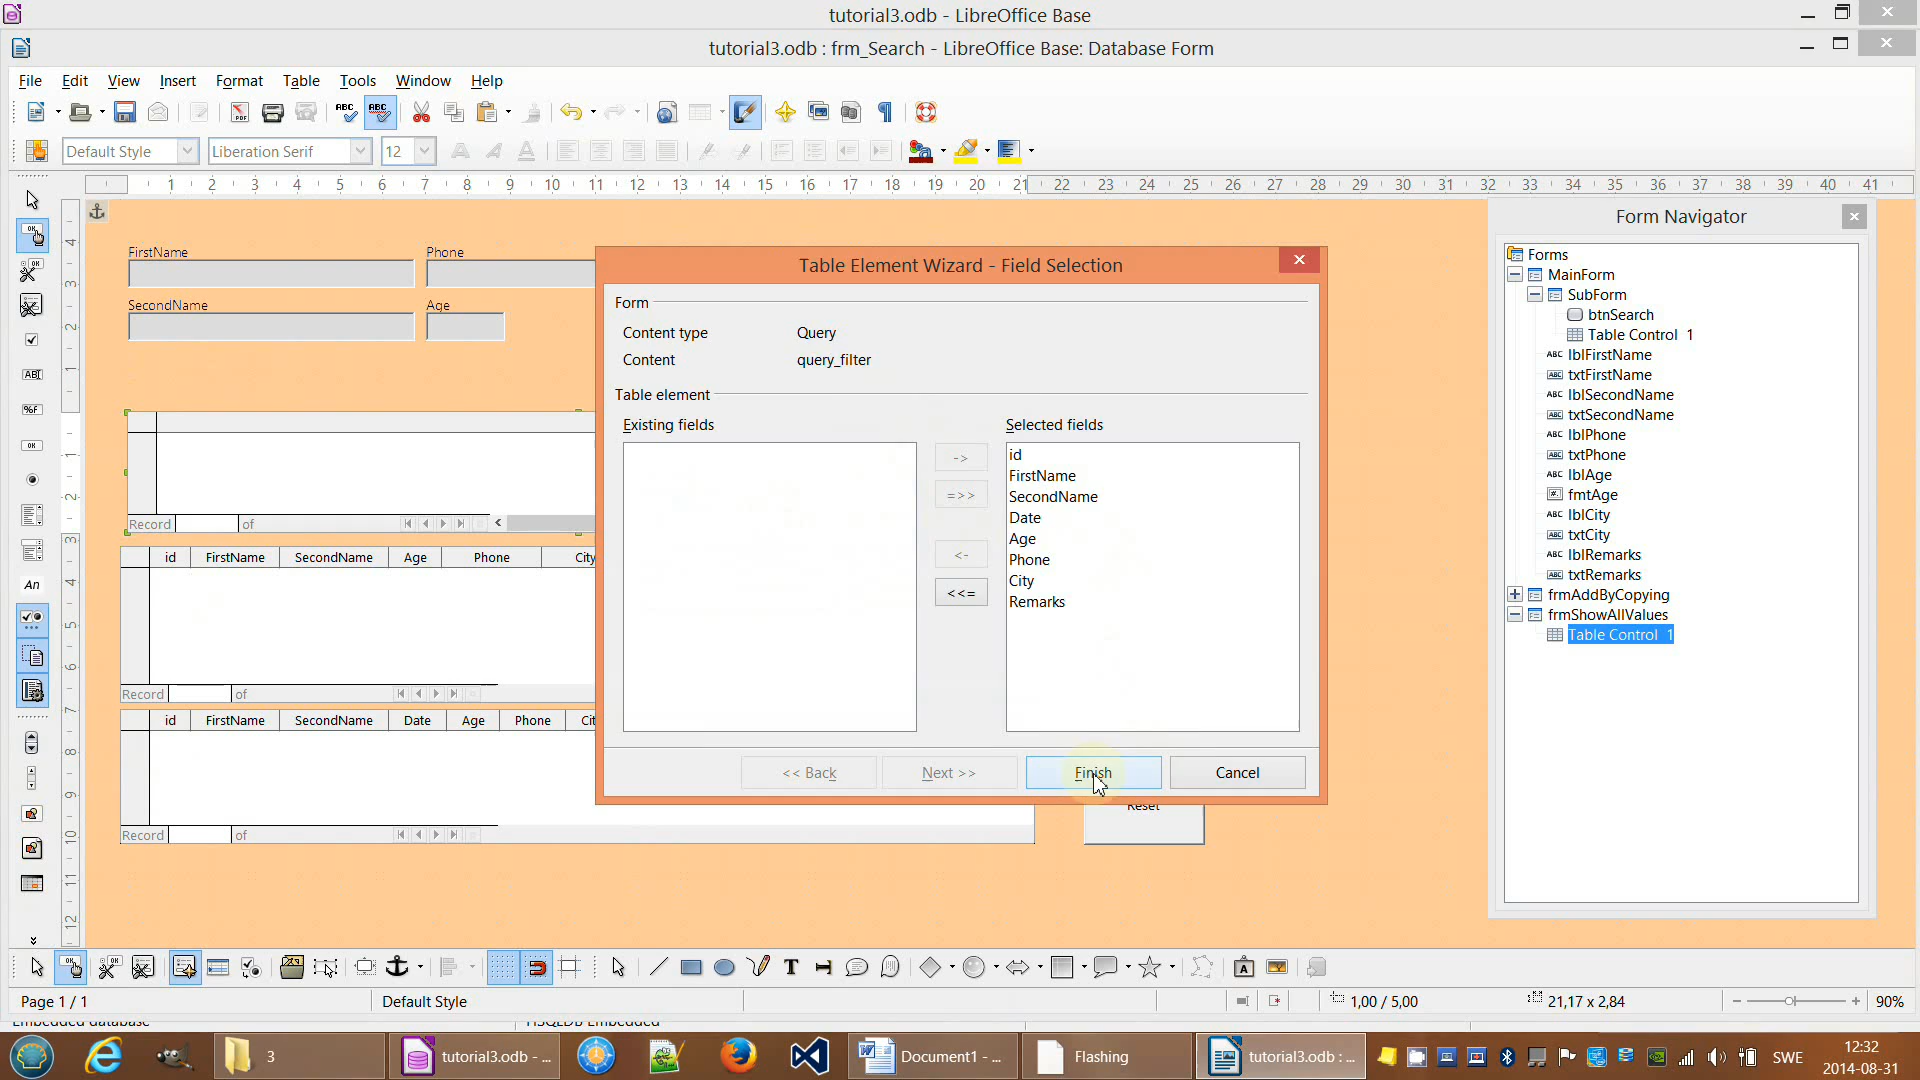 tutorial3.odb - LibreOffice Base
tutorial3.odb : frm_Search - LibreOffice Base: Database Form
File Edit View Insert Format Table Tools Window Help
Default Style Liberation Serif 12
1 2 3 4 5 6 7 8 9 10 11 12 13 14 15 16 17 18 19 20 21 22 23 24 25 26 27 28 29 30 31 32 33 34 35 36 37 38 39 40 41
Form Navigator
Forms
MainForm
SubForm
btnSearch
Table Control 1
lblFirstName
txtFirstName
lblSecondName
txtSecondName
lblPhone
txtPhone
lblAge
fmtAge
lblCity
txtCity
lblRemarks
txtRemarks
frmAddByCopying
frmShowAllValues
Table Control 1
FirstName Phone
SecondName Age
Record of
id FirstName SecondName Age Phone City
Record of
id FirstName SecondName Date Age Phone
Record of
Table Element Wizard - Field Selection
Form
Content type Query
Content query_filter
Table element
Existing fields Selected fields
->
=>>
<-
<<=
id
FirstName
SecondName
Date
Age
Phone
City
Remarks
<< Back Next >> Finish Cancel
Reset
Page 1 / 1 Default Style 1,00 / 5,00 21,17 x 2,84 90%
Embedded database HSQLDB Embedded
3 tutorial3.odb - ... Document1 - ... Flashing tutorial3.odb : ... SWE 12:32
2014-08-31